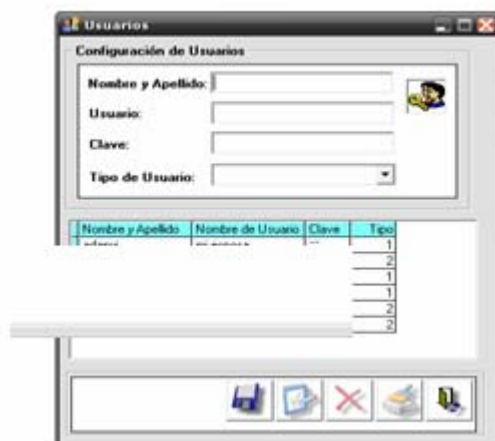 Usuarios
Configuración de Usuarios
Nombre y Apellido:
Usuario:
Clave:
Tipo de Usuario:
Nombre y Apellido Nombre de Usuario Clave Tipo
1
2
1
1
2
2